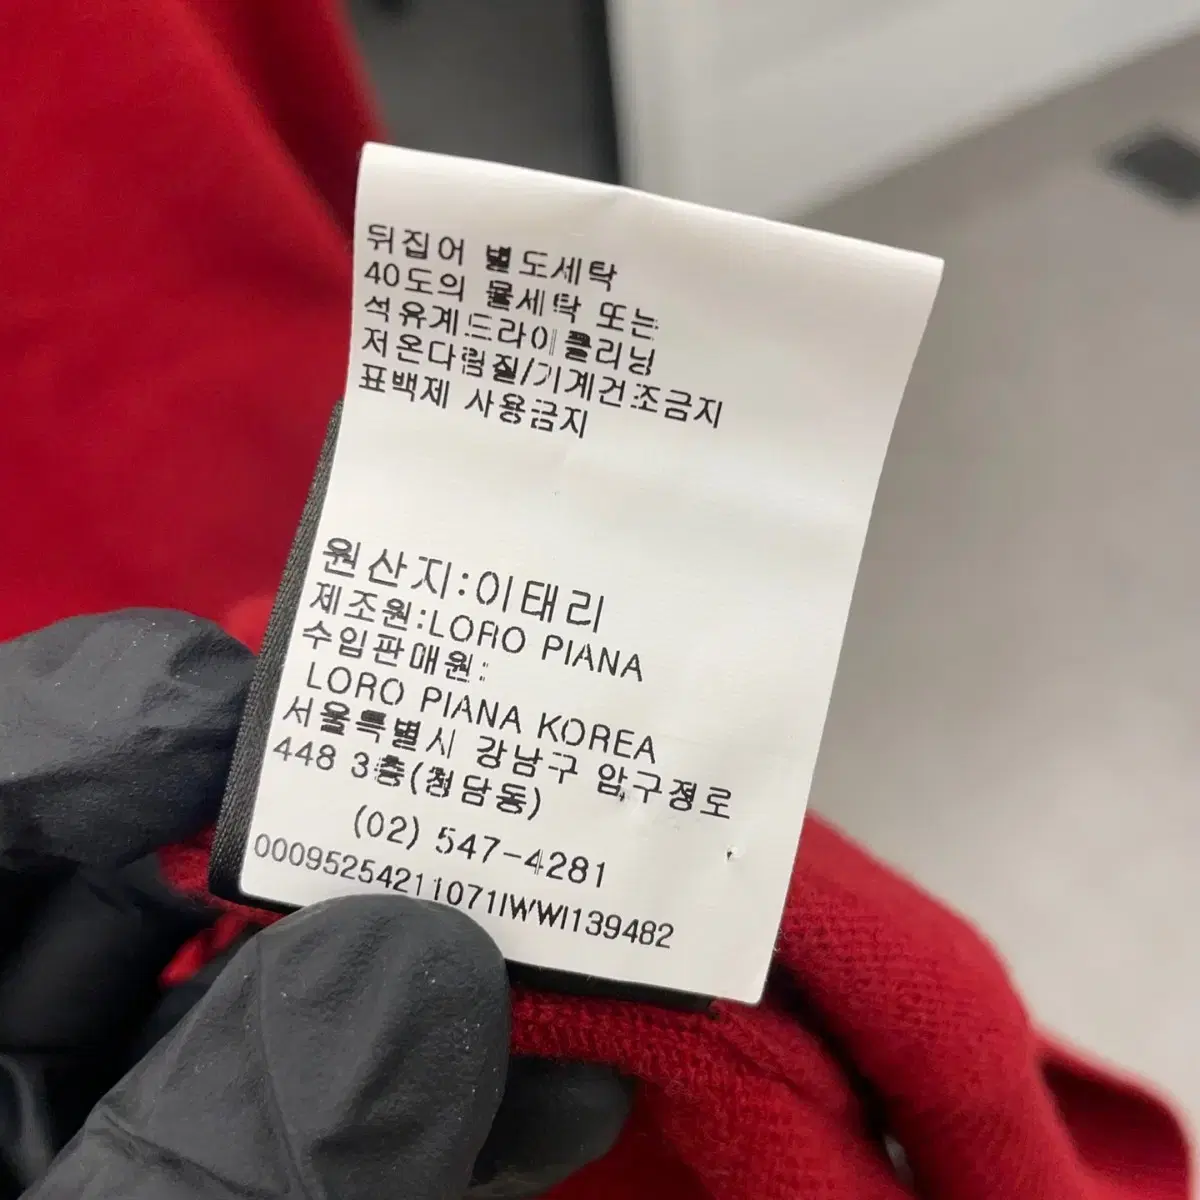 뒤집어 별도세탁
40도의 물세탁 또는
석유계드라이클리닝
저온다림질/기계건조금지
표백제 사용금지
원산지:이태리
제조원:LORO PIANA
수입판매원:
LORO PIANA KOREA
서울특별시 강남구 압구정로
448 3층(청담동)
(02) 547-4281
0009525421107​1IWWI139482